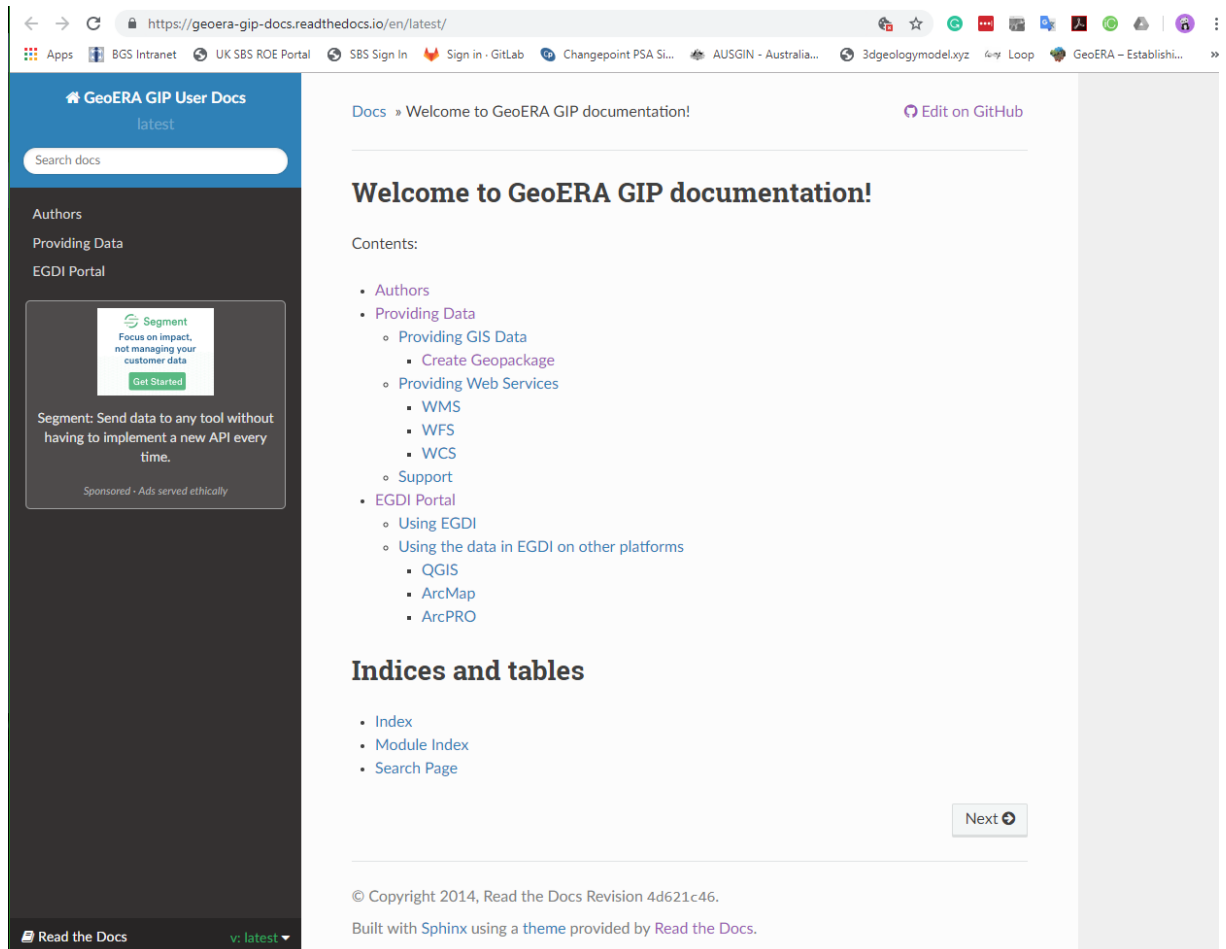 https://geoera-gip-docs.readthedocs.io/en/latest/
Apps BGS Intranet UK SBS ROE Portal SBS Sign In Sign in · GitLab Changepoint PSA Si... AUSGIN - Australia... 3dgeologymodel.xyz Loop GeoERA – Establishi... »
GeoERA GIP User Docs
latest
Search docs
Authors
Providing Data
EGDI Portal
Segment
Focus on impact,
not managing your
customer data
Get Started
Segment: Send data to any tool without
having to implement a new API every
time.
Sponsored · Ads served ethically
Read the Docs v: latest
Docs » Welcome to GeoERA GIP documentation! Edit on GitHub
Welcome to GeoERA GIP documentation!
Contents:
Authors
Providing Data
Providing GIS Data
Create Geopackage
Providing Web Services
WMS
WFS
WCS
Support
EGDI Portal
Using EGDI
Using the data in EGDI on other platforms
QGIS
ArcMap
ArcPRO
Indices and tables
Index
Module Index
Search Page
Next
© Copyright 2014, Read the Docs Revision 4d621c46.
Built with Sphinx using a theme provided by Read the Docs.